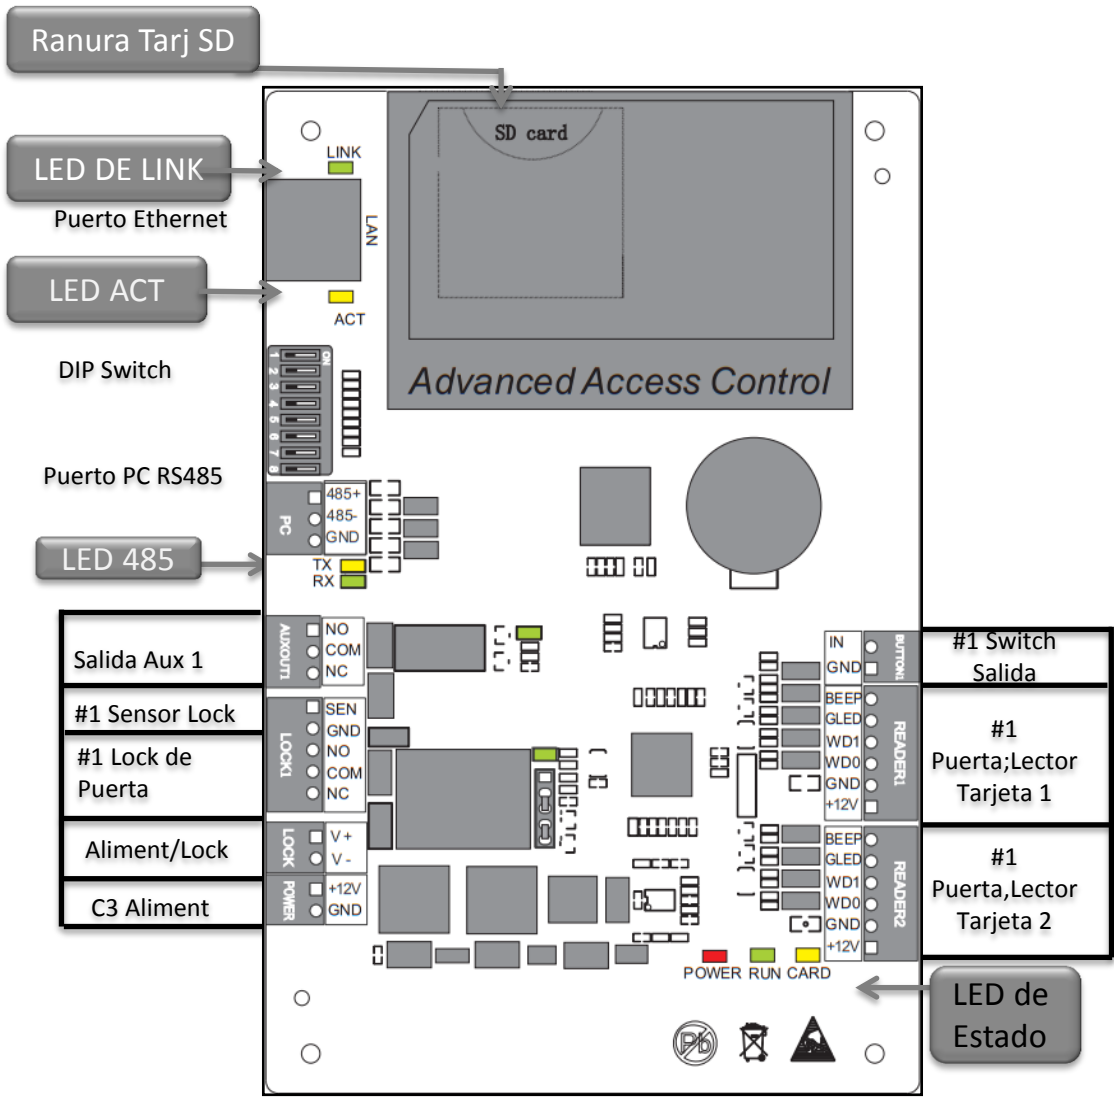 Ranura Tarj SD
SD card
LED DE LINK
LINK
Puerto Ethernet
LAN
LED ACT
ACT
Advanced Access Control
DIP Switch
ON
1
2
3
4
5
6
7
8
Puerto PC RS485
PC
485+
485-
GND
LED 485
TX
RX
Salida Aux 1
AUXOUT1
NO
COM
NC
#1 Sensor Lock
#1 Lock de
Puerta
LOCK1
SEN
GND
NO
COM
NC
Aliment/Lock
LOCK
V +
V -
C3 Aliment
POWER
+12V
GND
IN
GND
BUTTON1
#1 Switch
Salida
BEEP
GLED
WD1
WD0
GND
+12V
READER1
#1
Puerta;Lector
Tarjeta 1
BEEP
GLED
WD1
WD0
GND
+12V
READER2
#1
Puerta,Lector
Tarjeta 2
POWER RUN CARD
LED de
Estado
Pb